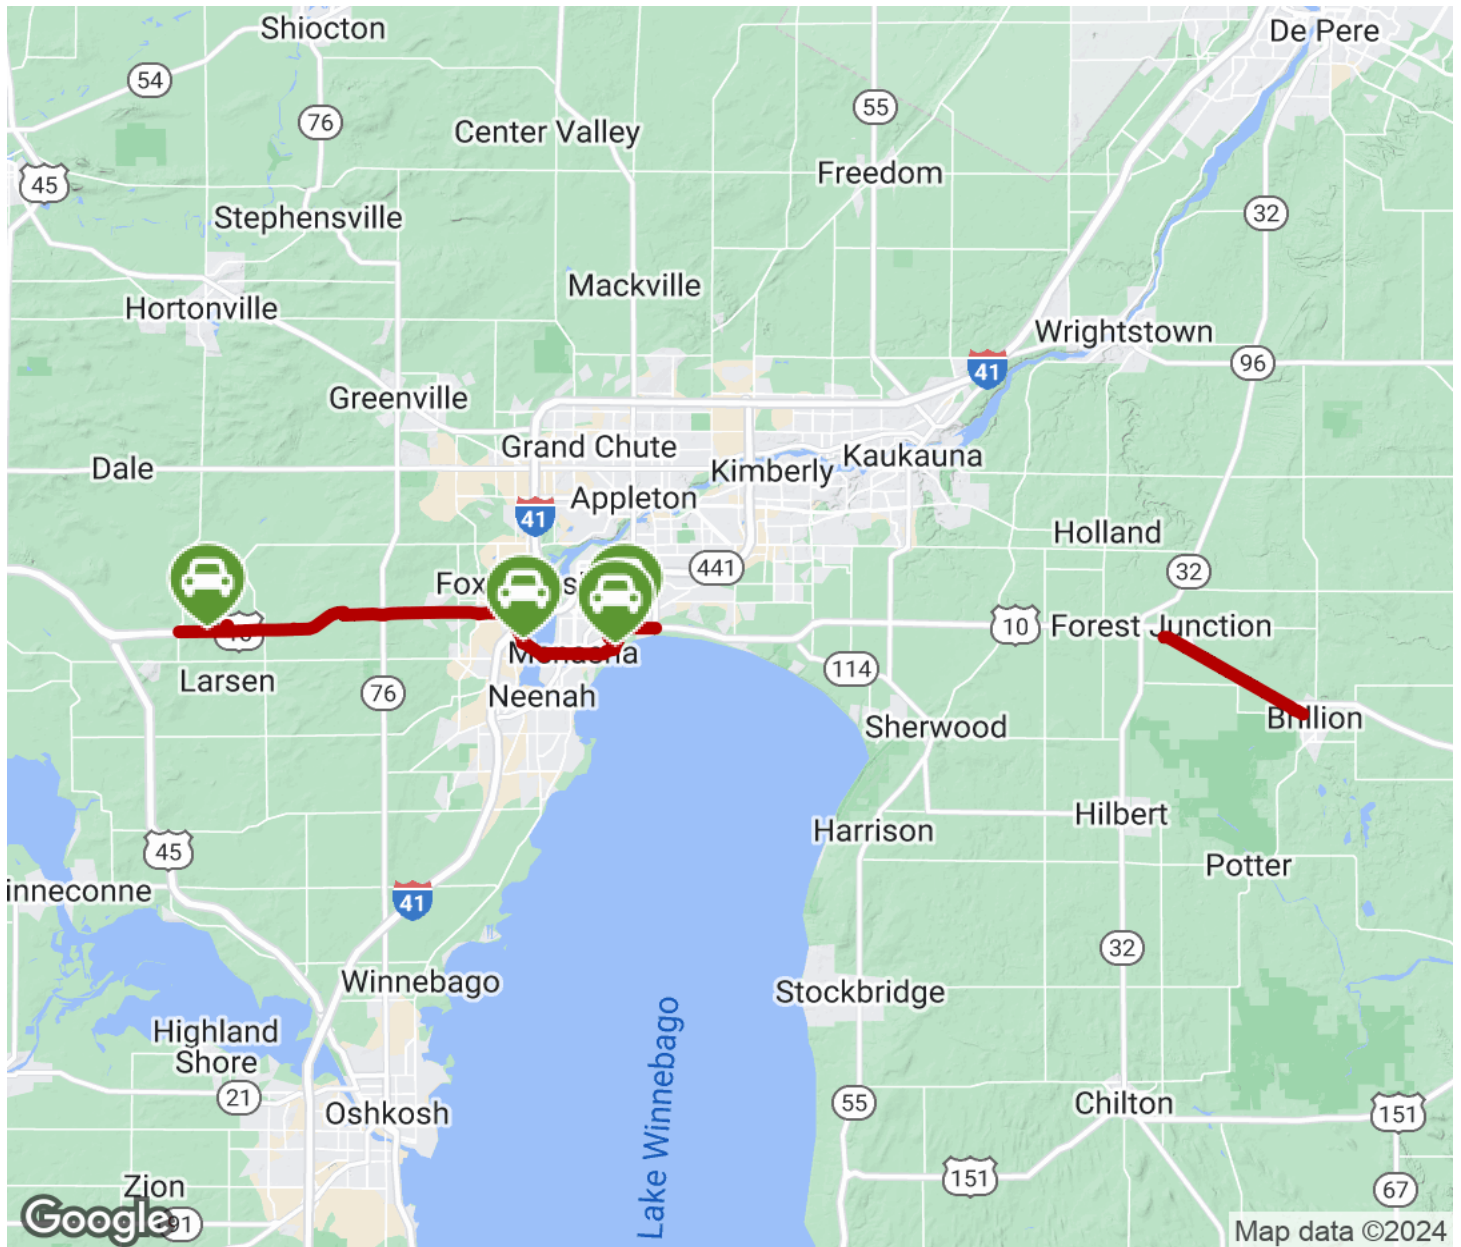 Shiocton
De Pere
54
76
55
Center Valley
Freedom
45
32
Stephensville
Mackville
Hortonville
Wrightstown
96
41
Greenville
Grand Chute
Kaukauna
Dale
Kimberly
Appleton
41
Holland
441
32
Fox
10
Forest Junction
Menasha
114
Larsen
76
Neenah
Brillion
Sherwood
Hilbert
Harrison
45
Potter
inneconne
41
32
Winnebago
Stockbridge
Highland
Shore
Lake Winnebago
21
Oshkosh
55
Chilton
151
151
Zion
67
Google
91
Map data ©2024